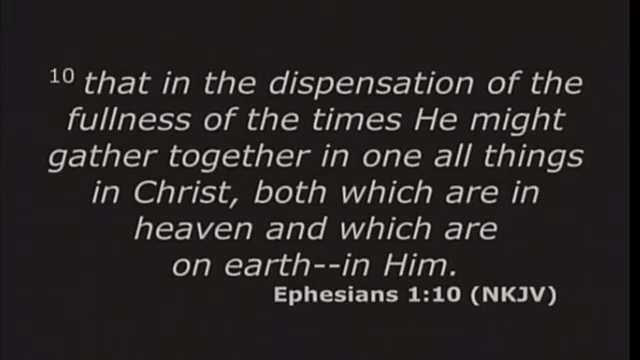 10 that in the dispensation of the
fullness of the times He might
gather together in one all things
in Christ, both which are in
heaven and which are
on earth--in Him.
Ephesians 1:10 (NKJV)